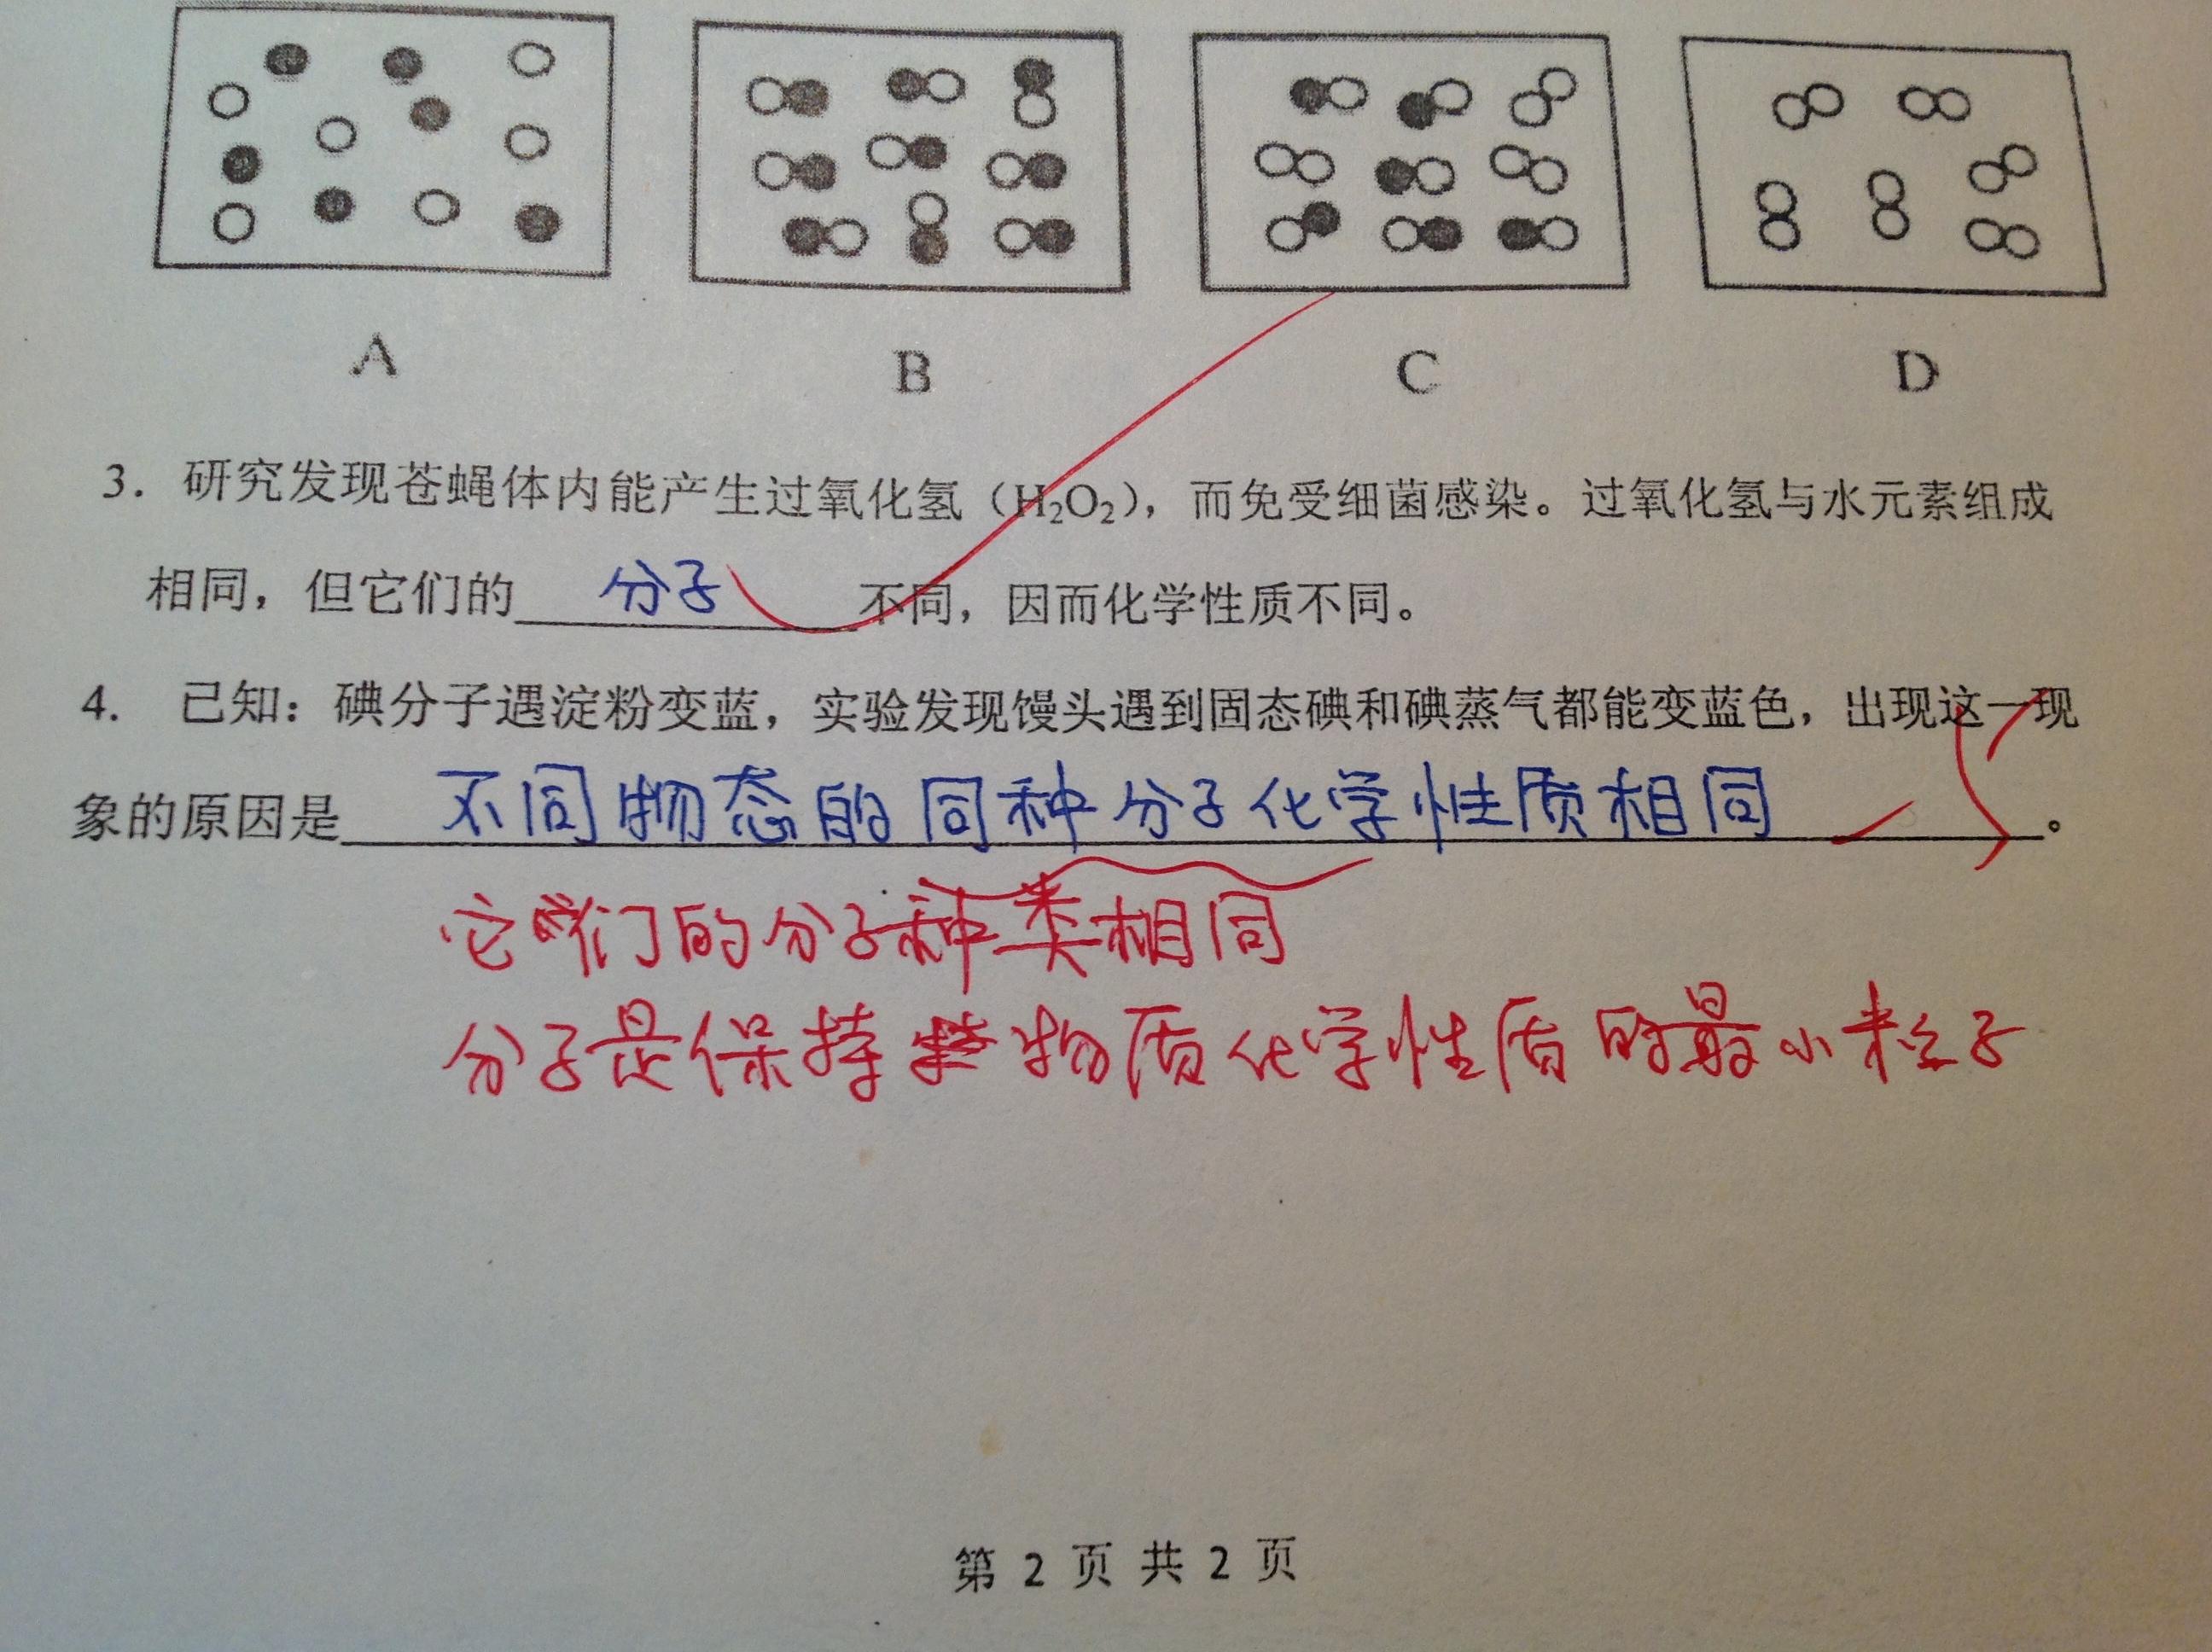 A B C D
3. 研究发现苍蝇体内能产生过氧化氢（H₂O₂），而免受细菌感染。过氧化氢与水元素组成
相同，但它们的 分子 不同，因而化学性质不同。
4. 已知：碘分子遇淀粉变蓝，实验发现馒头遇到固态碘和碘蒸气都能变蓝色，出现这一现
象的原因是 不同物态的同种分子化学性质相同 。
它们的分子种类相同
分子是保持物质化学性质的最小粒子
第 2 页 共 2 页